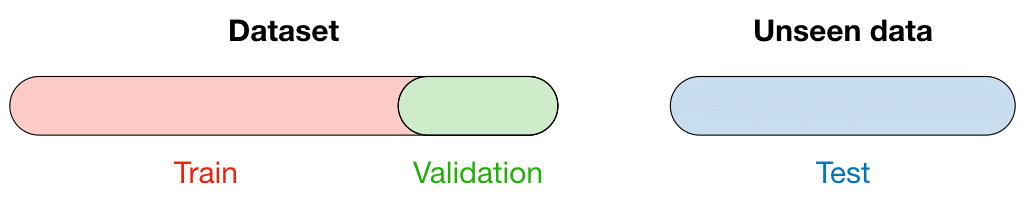 Dataset
Unseen data
Train
Validation
Test